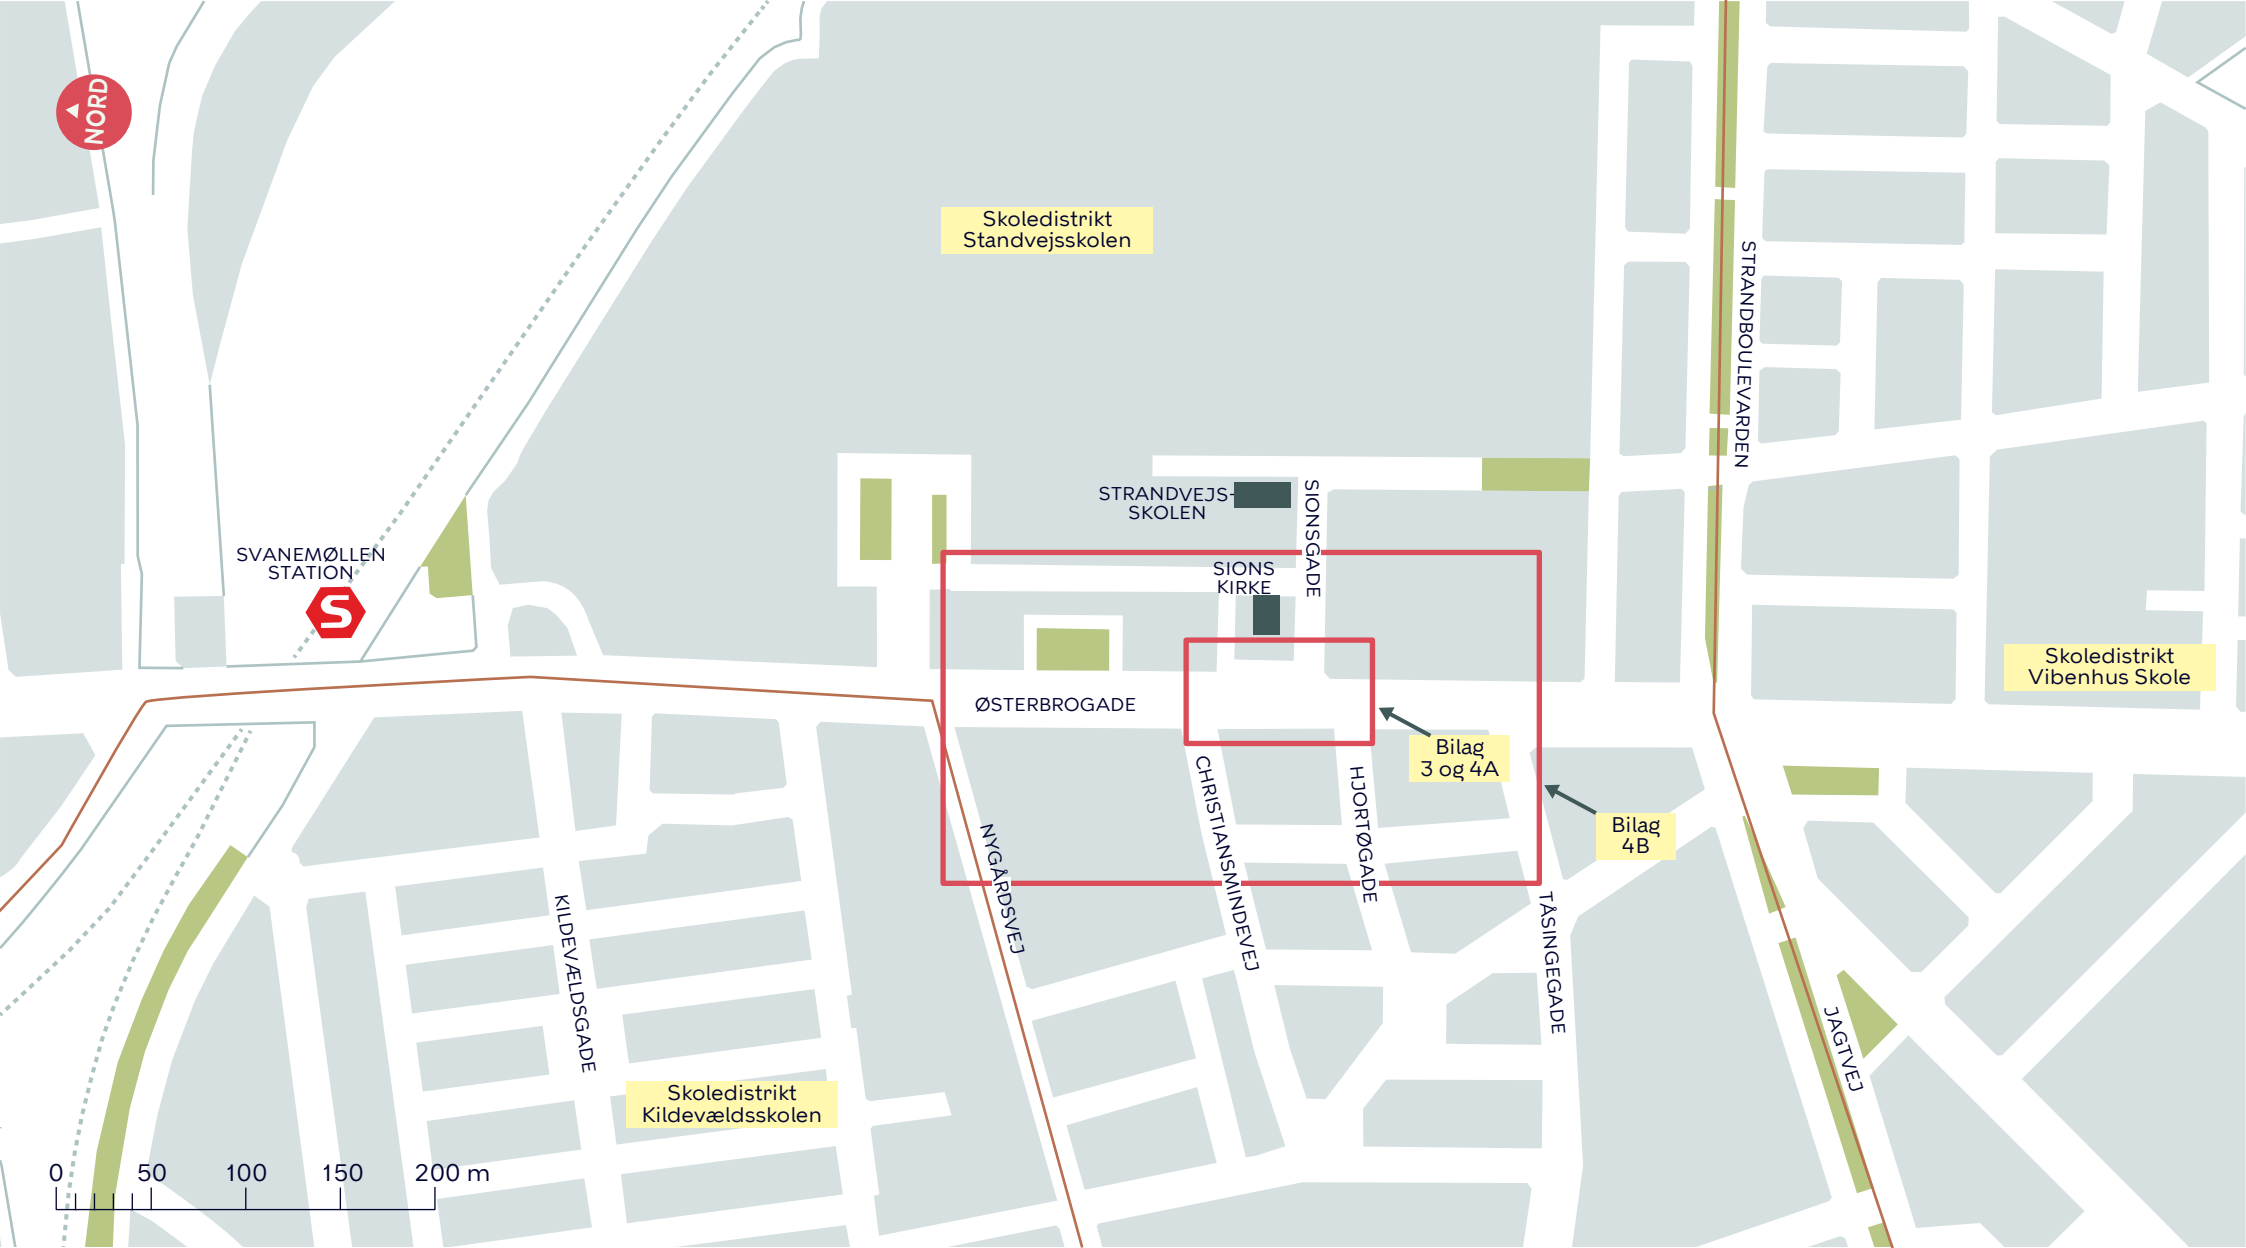 NORD
Skoledistrikt
Standvejsskolen
STRANDBOULEVARDEN
STRANDVEJS-
SKOLEN
SIONSGADE
SVANEMØLLEN
STATION
S
SIONS
KIRKE
Skoledistrikt
Vibenhus Skole
ØSTERBROGADE
Bilag
3 og 4A
Bilag
4B
CHRISTIANSMINDEVEJ
HJORTØGADE
NYGÅRDSVEJ
KILDEVÆLDSGADE
TÅSINGEGADE
JAGTVEJ
Skoledistrikt
Kildevældsskolen
0 50 100 150 200 m